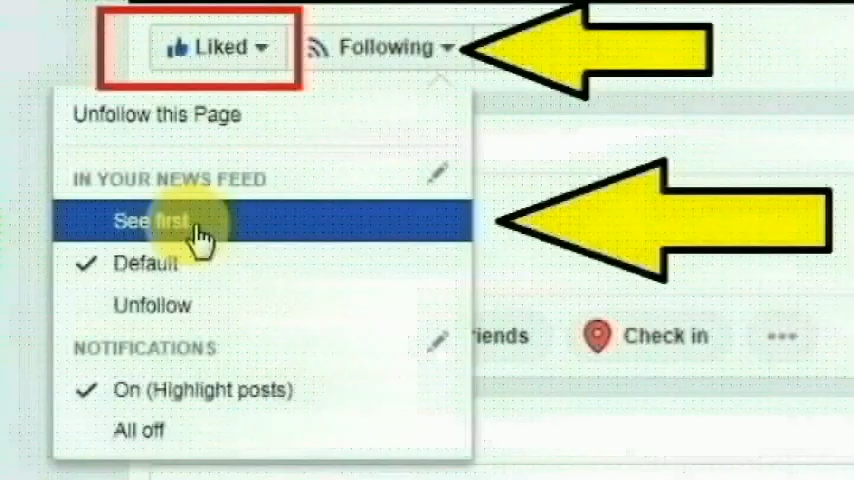 Liked Following
Unfollow this Page
IN YOUR NEWS FEED
See first
Default
Unfollow
riends Check in
NOTIFICATIONS
On (Highlight posts)
All off